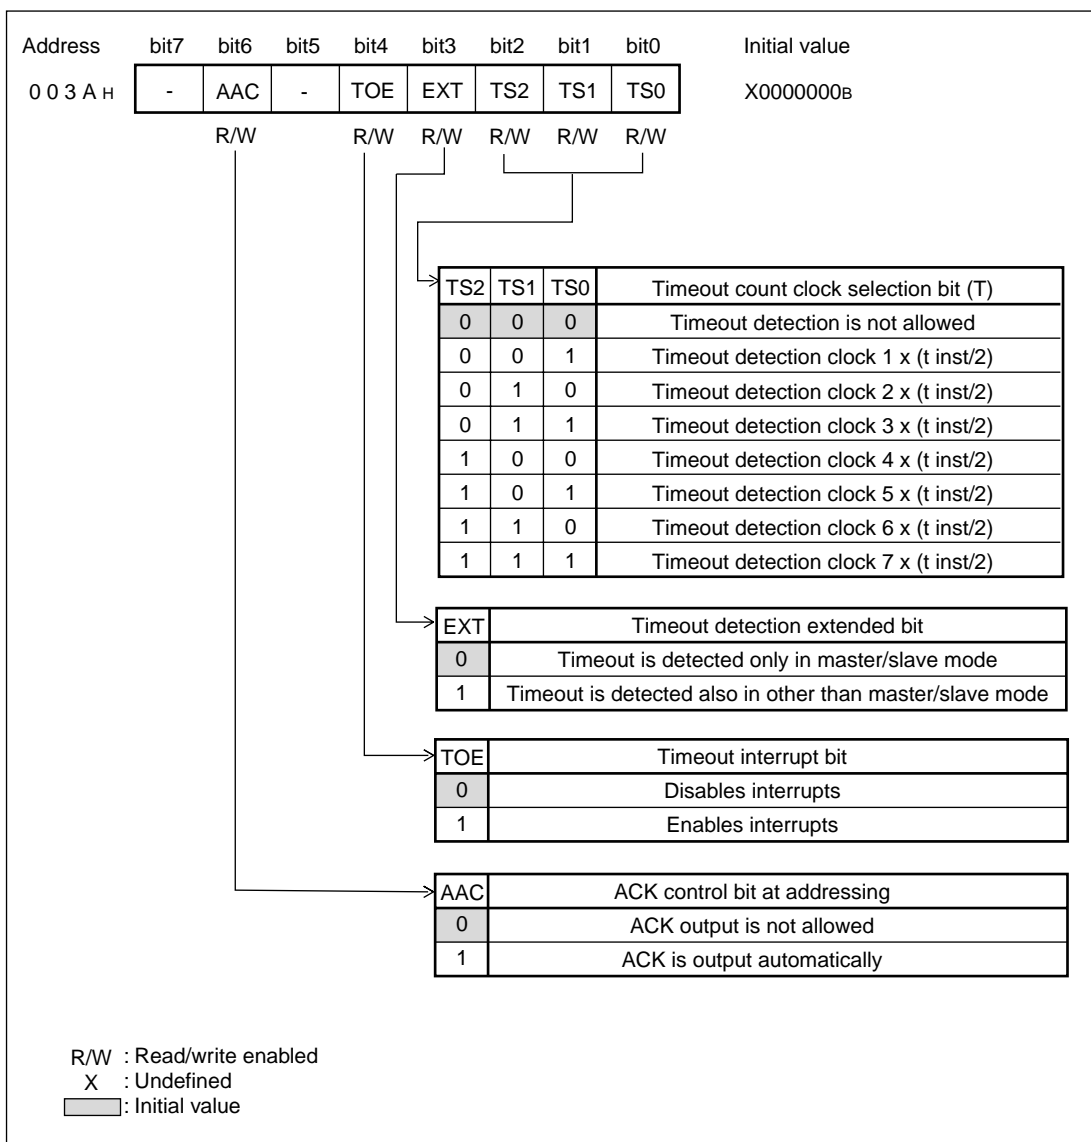 Address bit7 bit6 bit5 bit4 bit3 bit2 bit1 bit0 Initial value
0 0 3 A H - AAC - TOE EXT TS2 TS1 TS0 X0000000B
R/W R/W R/W R/W R/W R/W
TS2 TS1 TS0 Timeout count clock selection bit (T)
0 0 0 Timeout detection is not allowed
0 0 1 Timeout detection clock 1 x (t inst/2)
0 1 0 Timeout detection clock 2 x (t inst/2)
0 1 1 Timeout detection clock 3 x (t inst/2)
1 0 0 Timeout detection clock 4 x (t inst/2)
1 0 1 Timeout detection clock 5 x (t inst/2)
1 1 0 Timeout detection clock 6 x (t inst/2)
1 1 1 Timeout detection clock 7 x (t inst/2)
EXT Timeout detection extended bit
0 Timeout is detected only in master/slave mode
1 Timeout is detected also in other than master/slave mode
TOE Timeout interrupt bit
0 Disables interrupts
1 Enables interrupts
AAC ACK control bit at addressing
0 ACK output is not allowed
1 ACK is output automatically
R/W : Read/write enabled
X : Undefined
: Initial value